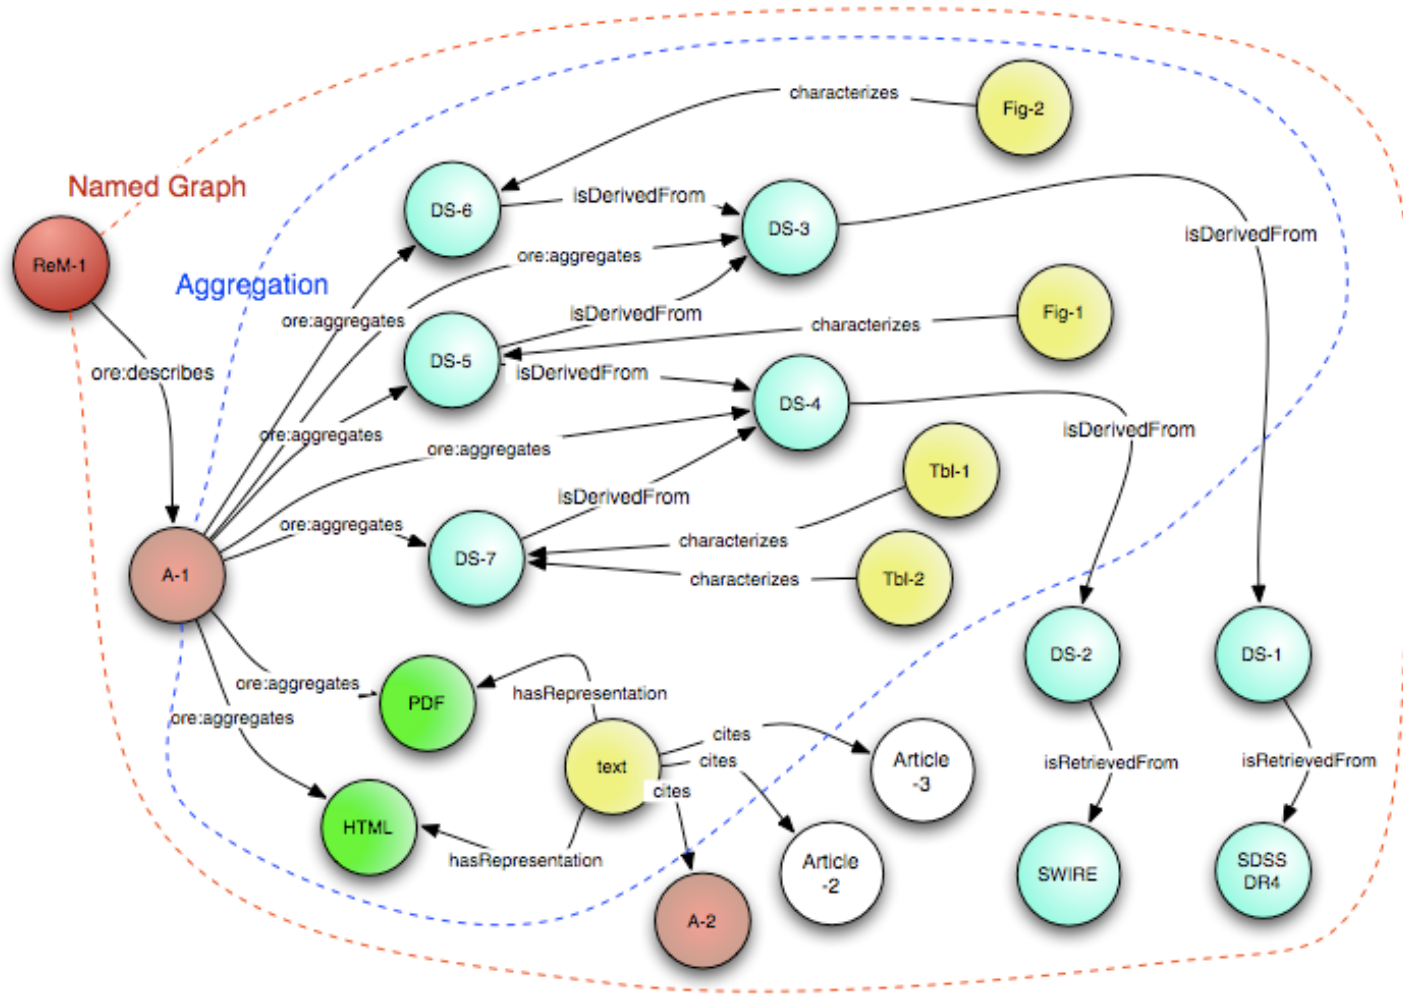 characterizes
Fig-2
Named Graph
DS-6
isDerivedFrom
DS-3
isDerivedFrom
ReM-1
ore:aggregates
Aggregation
ore:aggregates
isDerivedFrom
characterizes
Fig-1
DS-5
isDerivedFrom
ore:describes
DS-4
isDerivedFrom
ore:aggregates
ore:aggregates
Tbl-1
isDerivedFrom
ore:aggregates
characterizes
A-1
DS-7
characterizes
Tbl-2
DS-2
DS-1
ore:aggregates
hasRepresentation
PDF
ore:aggregates
cites
cites
text
cites
Article
-3
isRetrievedFrom
isRetrievedFrom
HTML
hasRepresentation
Article
-2
SWIRE
SDSS
DR4
A-2